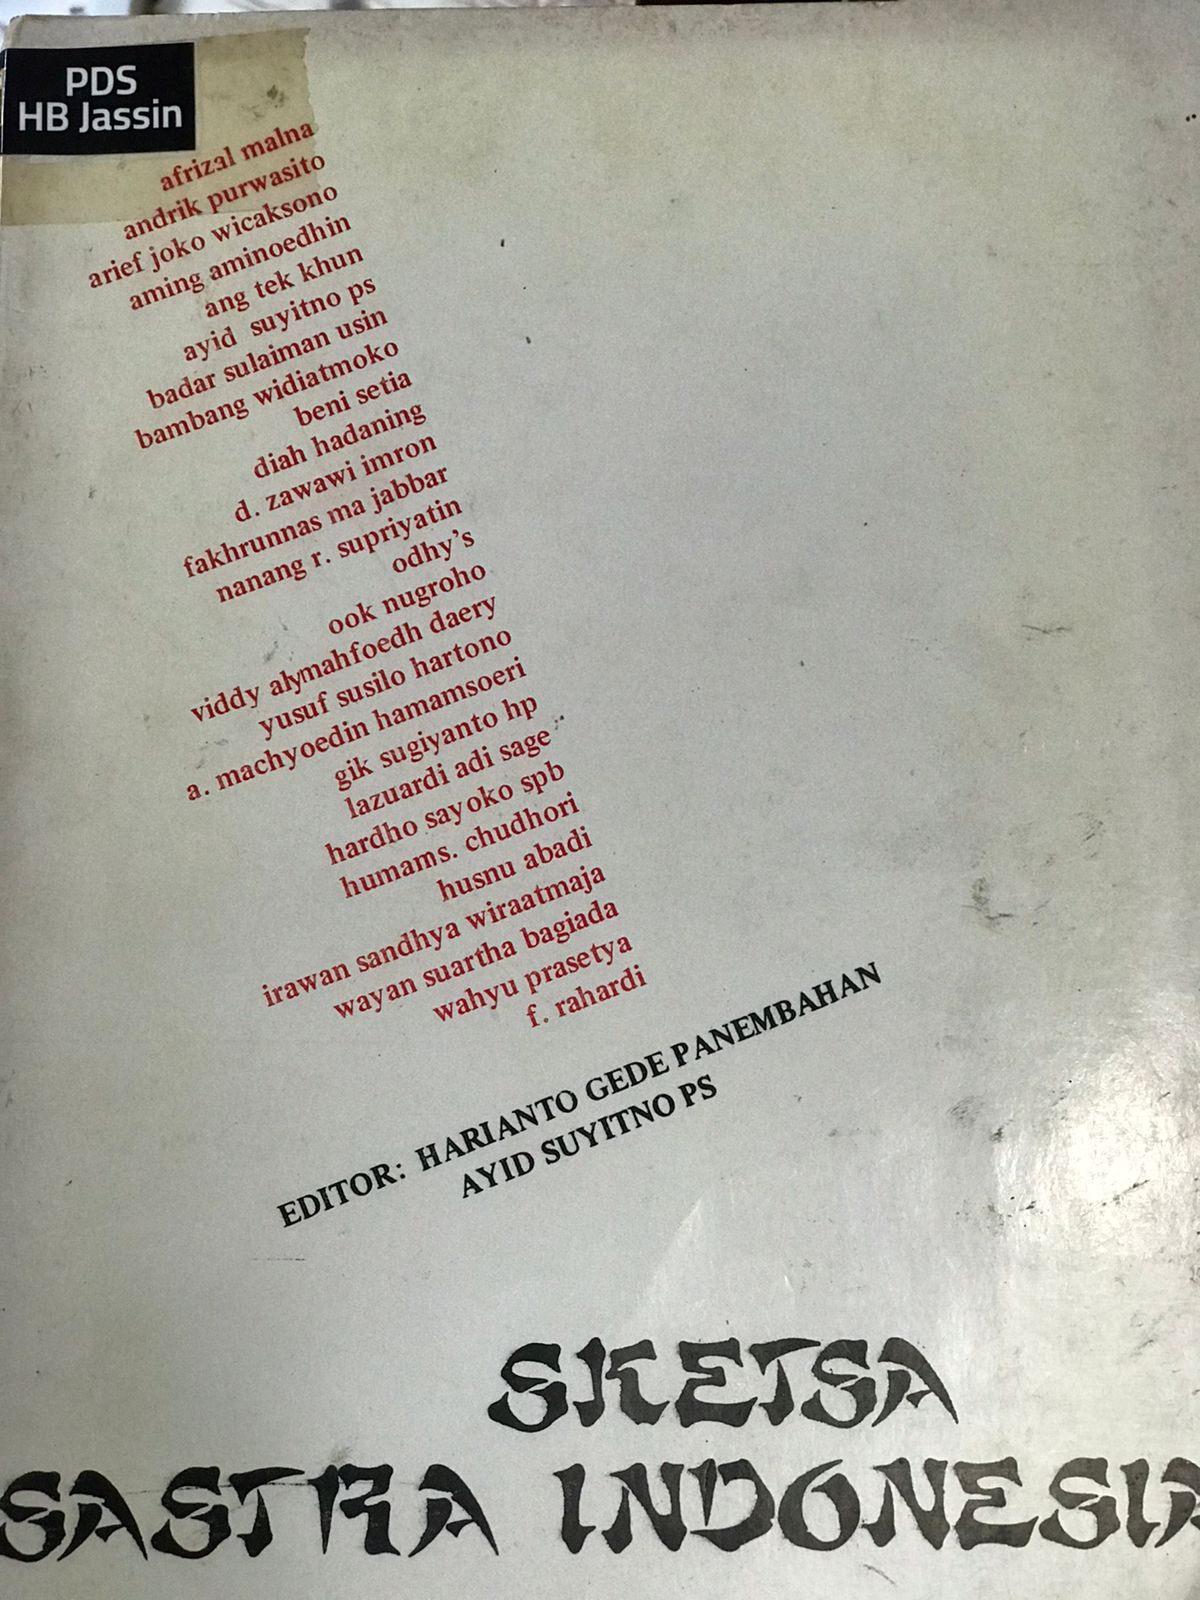 PDS
HB Jassin
afrizal malna
andrik purwasito
arief joko wicaksono
aming aminoedhin
ang tek khun
ayid suyitno ps
badar sulaiman usin
bambang widiatmoko
beni setia
diah hadaning
d. zawawi imron
fakhrunnas ma jabbar
nanang r. supriyatin
odhy's
ook nugroho
viddy alymahfoedh daery
yusuf susilo hartono
a. machyoedin hamamsoeri
gik sugiyanto hp
lazuardi adi sage
hardho sayoko spb
humams. chudhori
husnu abadi
irawan sandhya wiraatmaja
wayan suartha bagiada
wahyu prasetya
f. rahardi
EDITOR: HARIANTO GEDE PANEMBAHAN
AYID SUYITNO PS
SKETSA
SASTRA INDONESIA